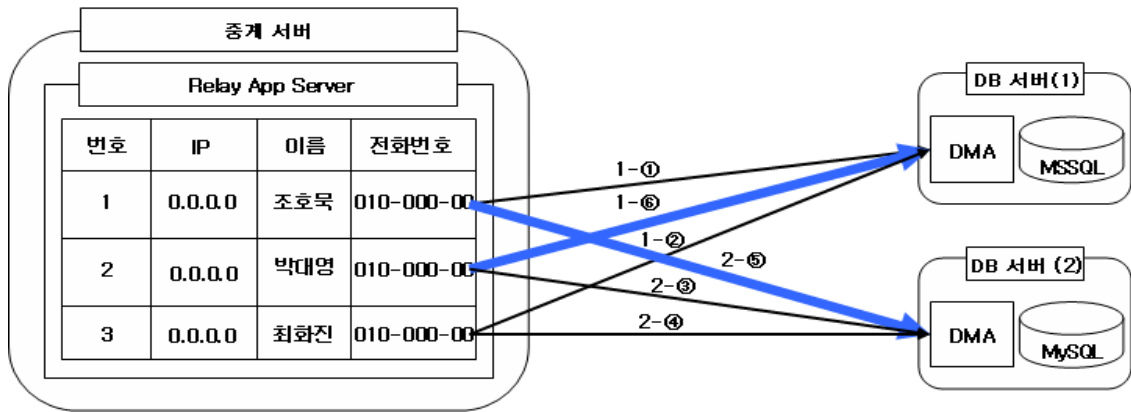 중계 서버
Relay App Server
번호 IP 이름 전화번호
1 0.0.0.0 조호묵 010-000-00
2 0.0.0.0 박대영 010-000-00
3 0.0.0.0 최화진 010-000-00
1-①
1-⑥
1-②
2-⑤
2-③
2-④
DB 서버(1)
DMA MSSQL
DB 서버 (2)
DMA MySQL